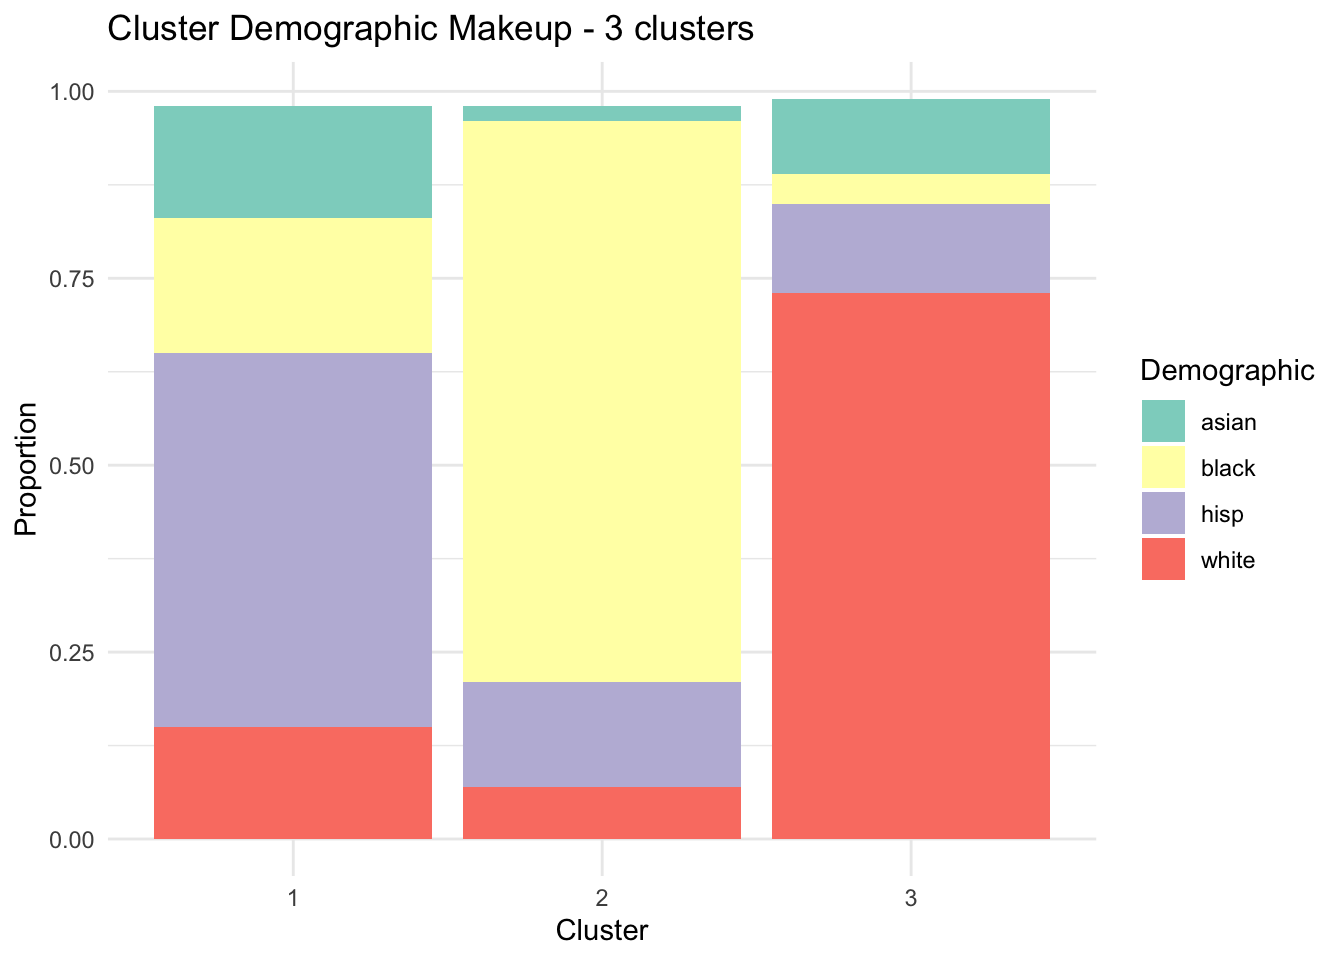 Cluster Demographic Makeup - 3 clusters
1.00
0.75
0.50
0.25
0.00
Proportion
1 2 3
Cluster
Demographic
asian
black
hisp
white